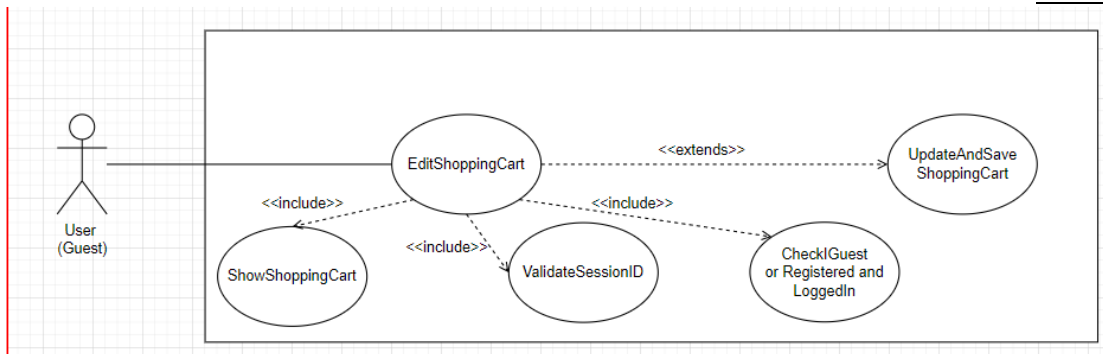 EditShoppingCart
<<extends>>
UpdateAndSave
ShoppingCart
User
(Guest)
<<include>>
<<include>>
<<include>>
ShowShoppingCart
ValidateSessionID
CheckIGuest
or Registered and
LoggedIn